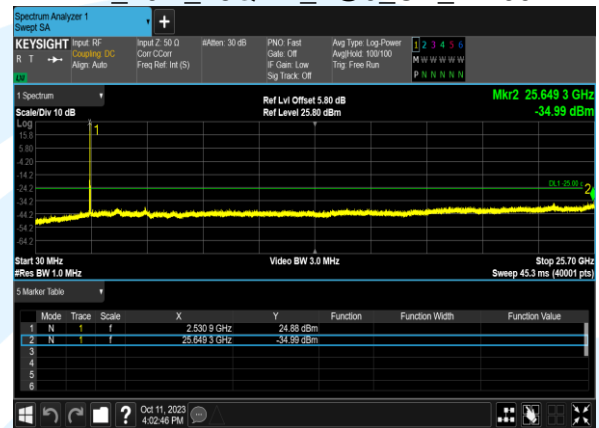 Spectrum Analyzer 1
Swept SA
KEYSIGHT Input: RF Input Z: 50 Ω #Atten: 30 dB PNO: Fast Avg Type: Log-Power 1 2 3 4 5 6
R T Coupling: DC Corr CCorr Gate: Off Avg|Hold: 100/100 M W W W W W
Align: Auto Freq Ref: Int (S) IF Gain: Low Trig: Free Run P N N N N N
Sig Track: Off
LXI
1 Spectrum Ref Lvl Offset 5.80 dB Mkr2 25.649 3 GHz
Scale/Div 10 dB Ref Level 25.80 dBm -34.99 dBm
Log
15.8 1
5.80
-4.20
-14.2
-24.2 DL1 -25.00 2
-34.2
-44.2
-54.2
-64.2
Start 30 MHz Video BW 3.0 MHz Stop 25.70 GHz
#Res BW 1.0 MHz Sweep 45.3 ms (40001 pts)
5 Marker Table
Mode Trace Scale X Y Function Function Width Function Value
1 N 1 f 2.530 9 GHz 24.88 dBm
2 N 1 f 25.649 3 GHz -34.99 dBm
3
4
5
6
? Oct 11, 2023
4:02:46 PM